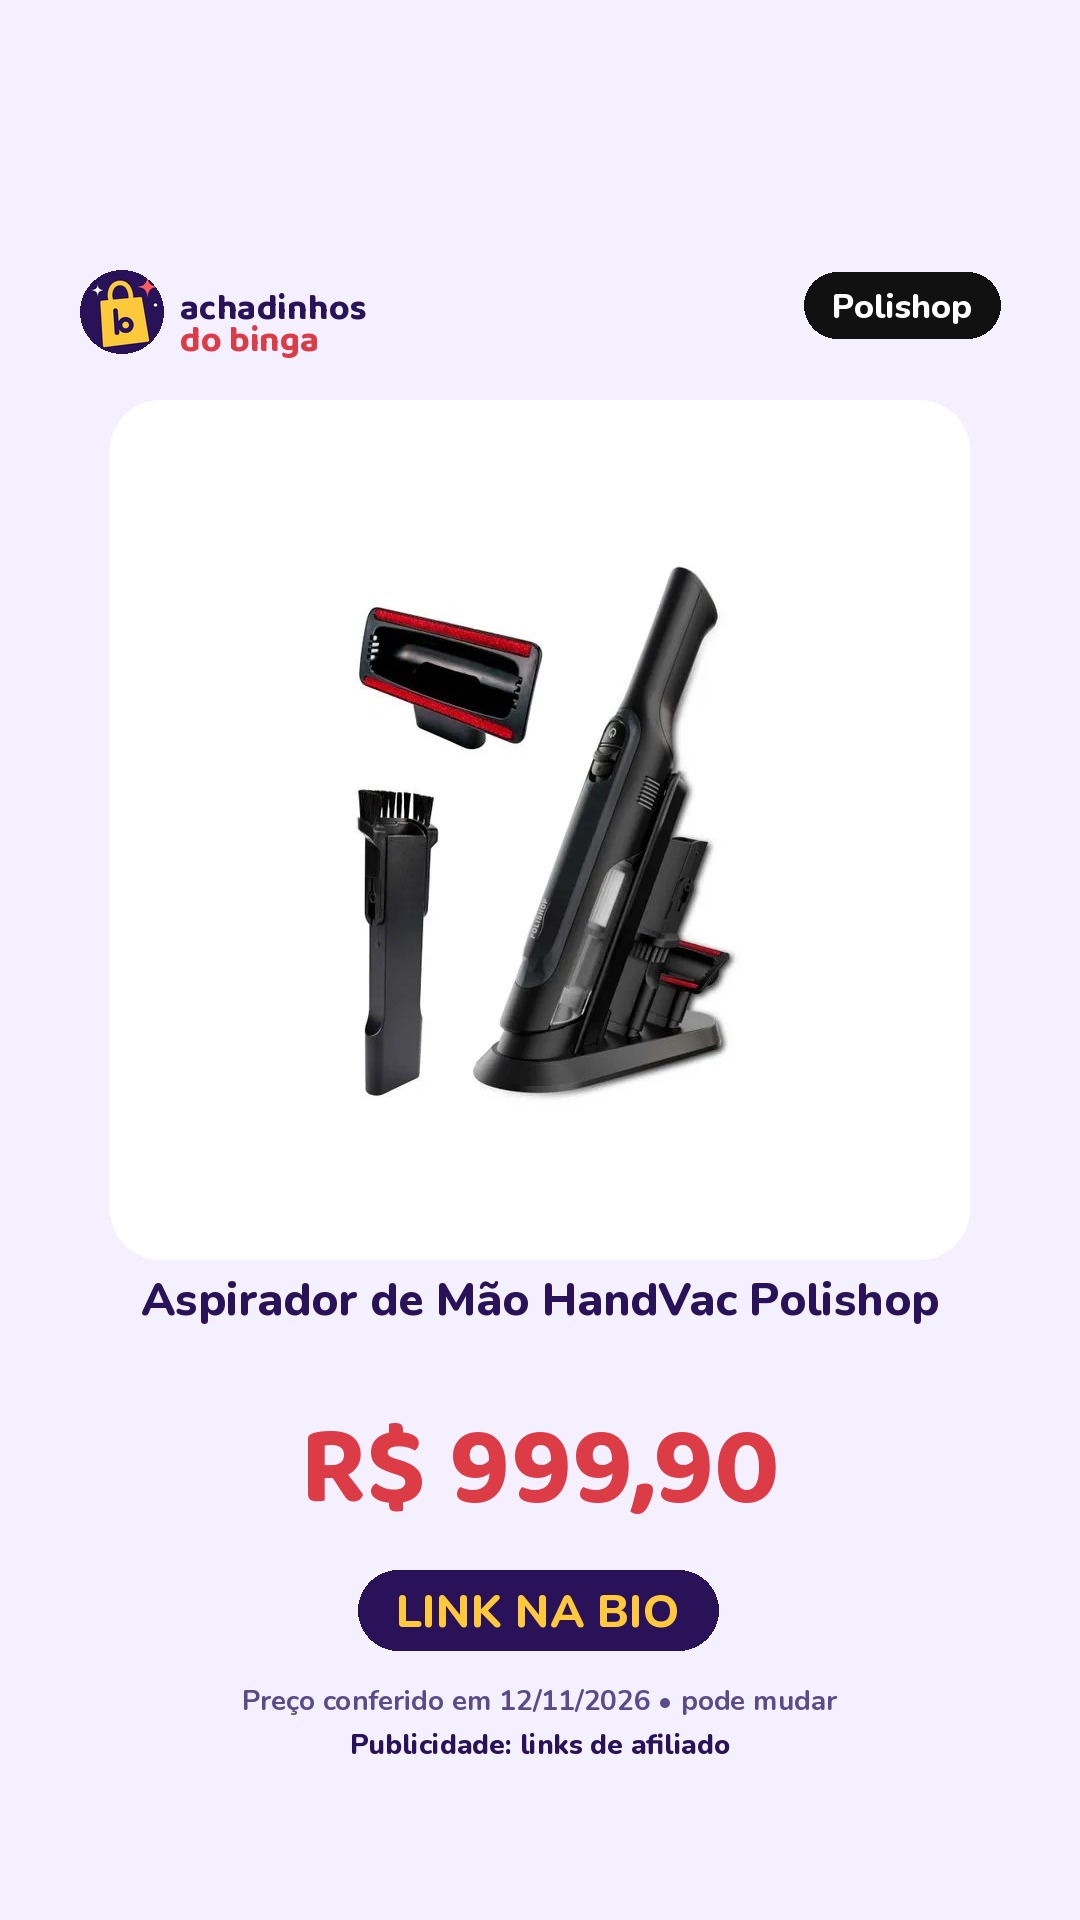 achadinhos
do binga
Polishop
POLISHOP
Aspirador de Mão HandVac Polishop
R$ 999,90
LINK NA BIO
Preço conferido em 12/11/2026 • pode mudar
Publicidade: links de afiliado